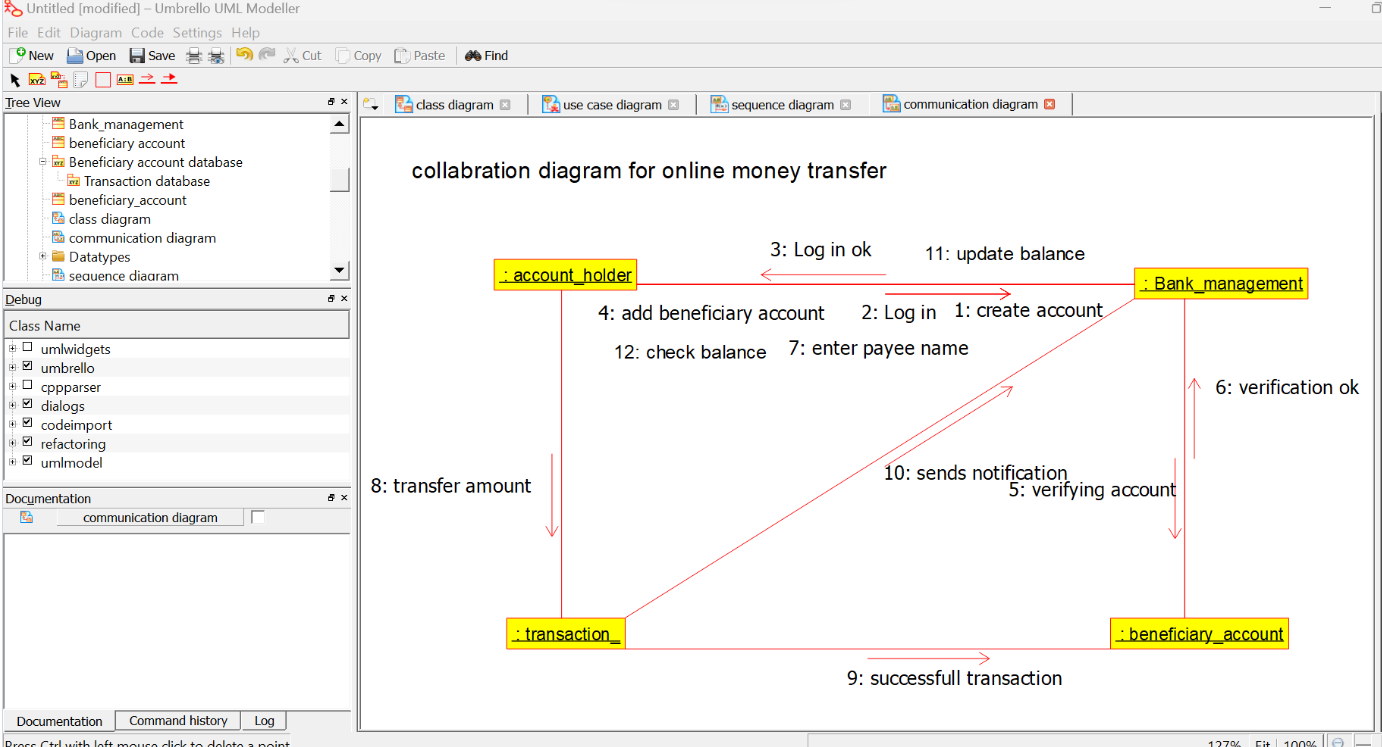 Untitled [modified] – Umbrello UML Modeller
File Edit Diagram Code Settings Help
New Open Save Cut Copy Paste Find
XYZ A:B
Tree View
Bank_management
beneficiary account
Beneficiary account database
Transaction database
beneficiary_account
class diagram
communication diagram
Datatypes
sequence diagram
Debug
Class Name
umlwidgets
umbrello
cppparser
dialogs
codeimport
refactoring
umlmodel
Documentation
communication diagram
Documentation Command history Log
Press Ctrl with left mouse click to delete a point
class diagram use case diagram sequence diagram communication diagram
collabration diagram for online money transfer
3: Log in ok
11: update balance
: account_holder
: Bank_management
4: add beneficiary account
2: Log in
1: create account
12: check balance
7: enter payee name
6: verification ok
10: sends notification
5: verifying account
8: transfer amount
: transaction_
: beneficiary_account
9: successfull transaction
127% Fit 100%